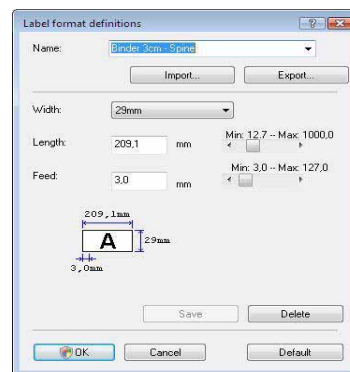 Label format definitions
Name: Binder 3cm - Spine
Import... Export...
Width: 29mm
Length: 209,1 mm Min: 12.7 -- Max: 1000,0
Feed: 3,0 mm Min: 3,0 -- Max: 127,0
209,1mm
A 29mm
3,0mm
Save Delete
OK Cancel Default